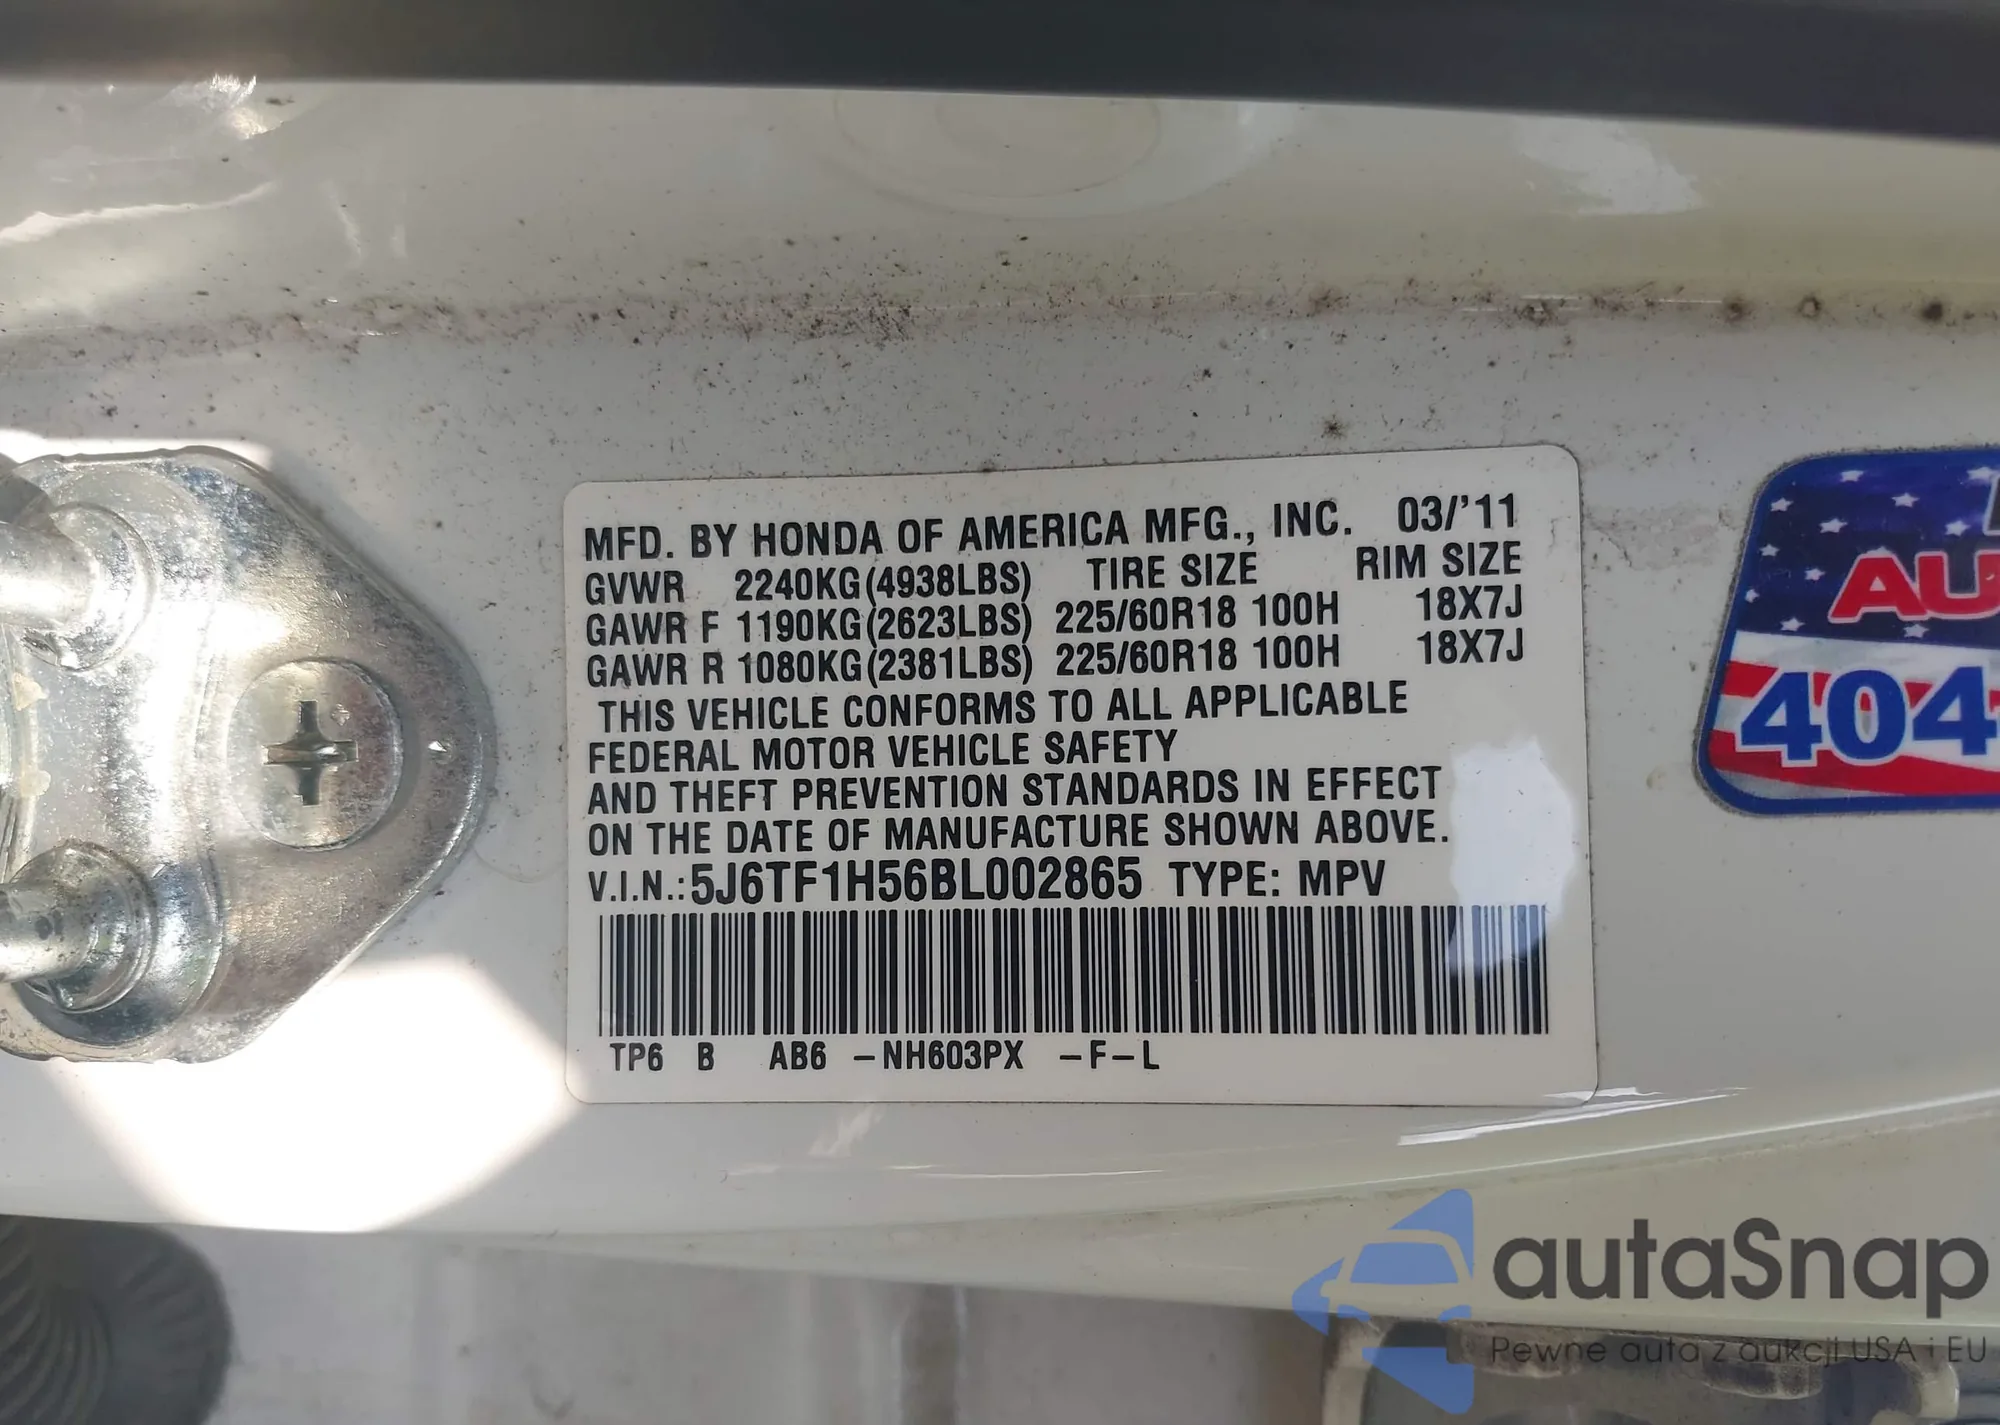 MFD. BY HONDA OF AMERICA MFG., INC. 03/'11
GVWR 2240KG(4938LBS) TIRE SIZE RIM SIZE
GAWR F 1190KG(2623LBS) 225/60R18 100H 18X7J
GAWR R 1080KG(2381LBS) 225/60R18 100H 18X7J
THIS VEHICLE CONFORMS TO ALL APPLICABLE
FEDERAL MOTOR VEHICLE SAFETY
AND THEFT PREVENTION STANDARDS IN EFFECT
ON THE DATE OF MANUFACTURE SHOWN ABOVE.
V.I.N.: 5J6TF1H56BL002865 TYPE: MPV
TP6 B AB6 -NH603PX -F-L
AU
404
autaSnap
Pewne auta z aukcji USA i EU